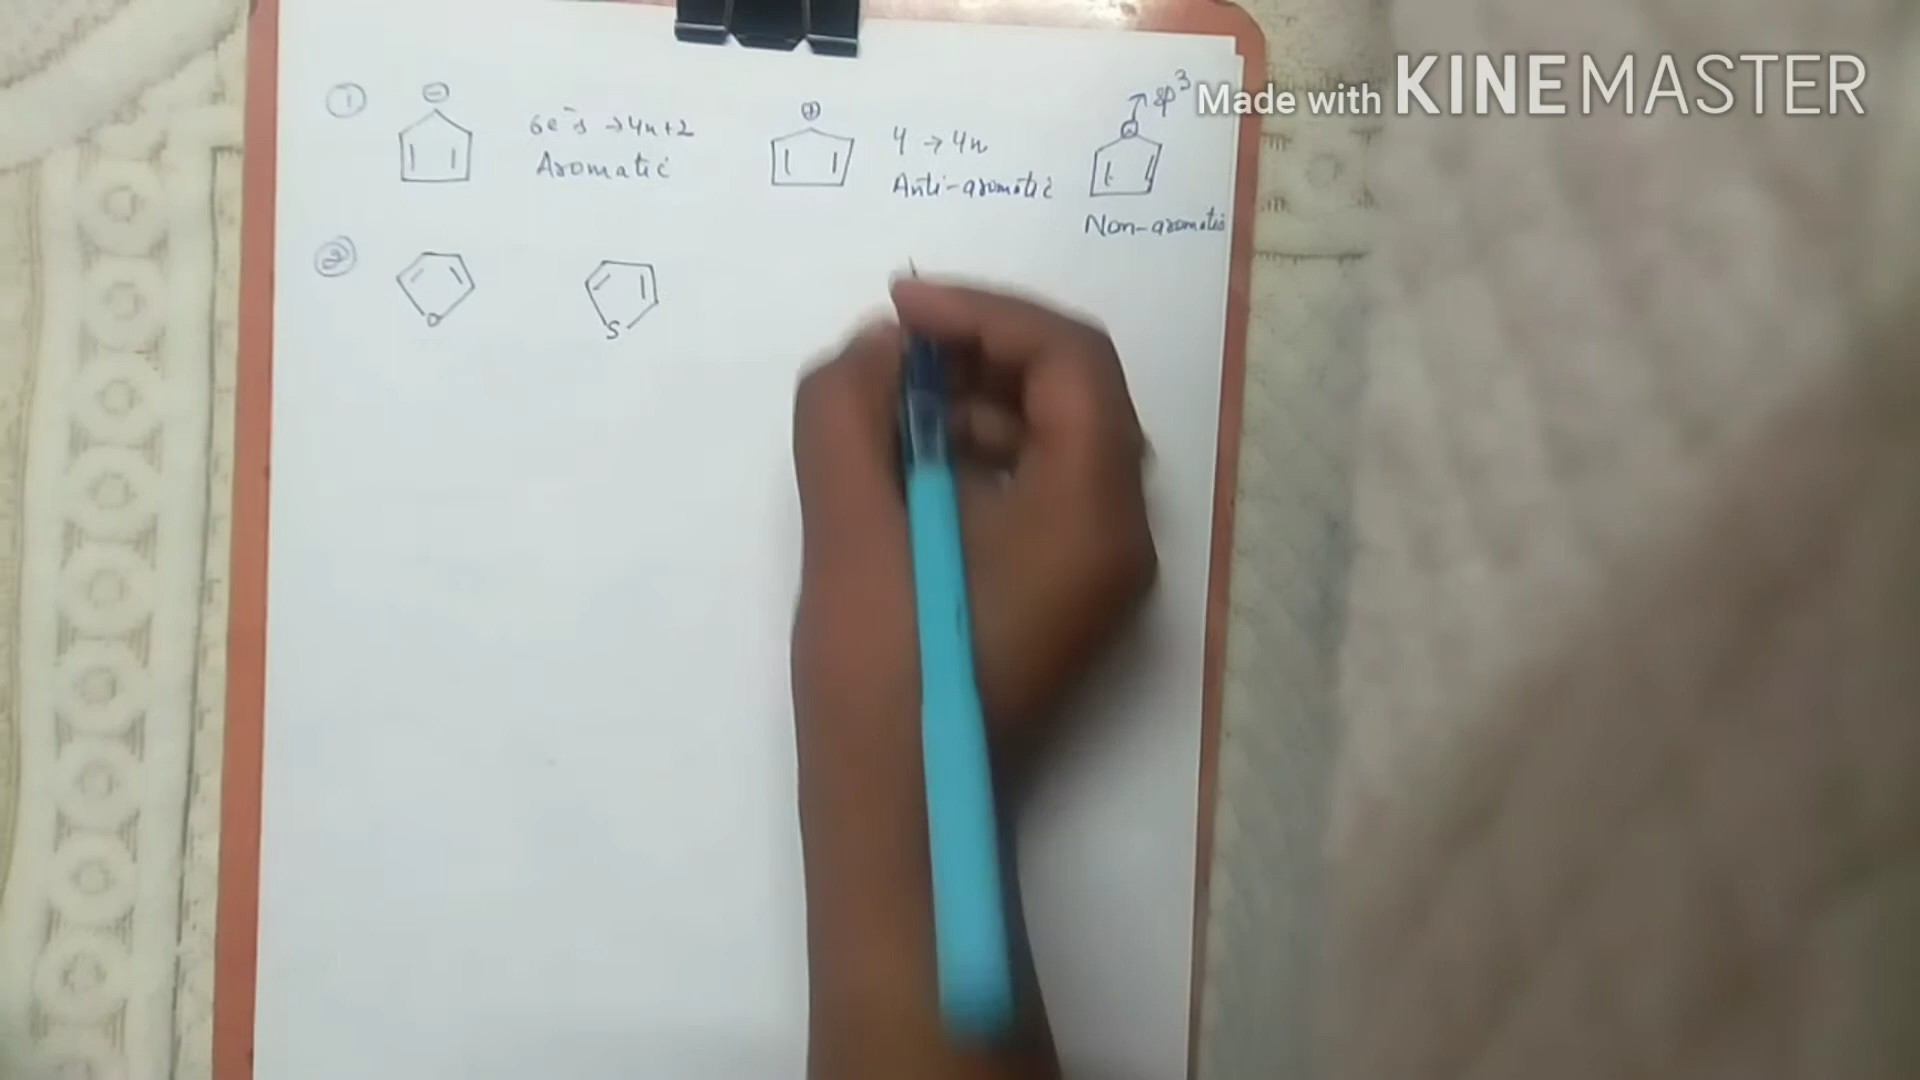 Made with KINEMASTER
① ⊖ 6e⁻s → 4n+2 ⊕ 4 → 4n sp³
Aromatic Anti-aromatic
Non-aromatic
②
O S